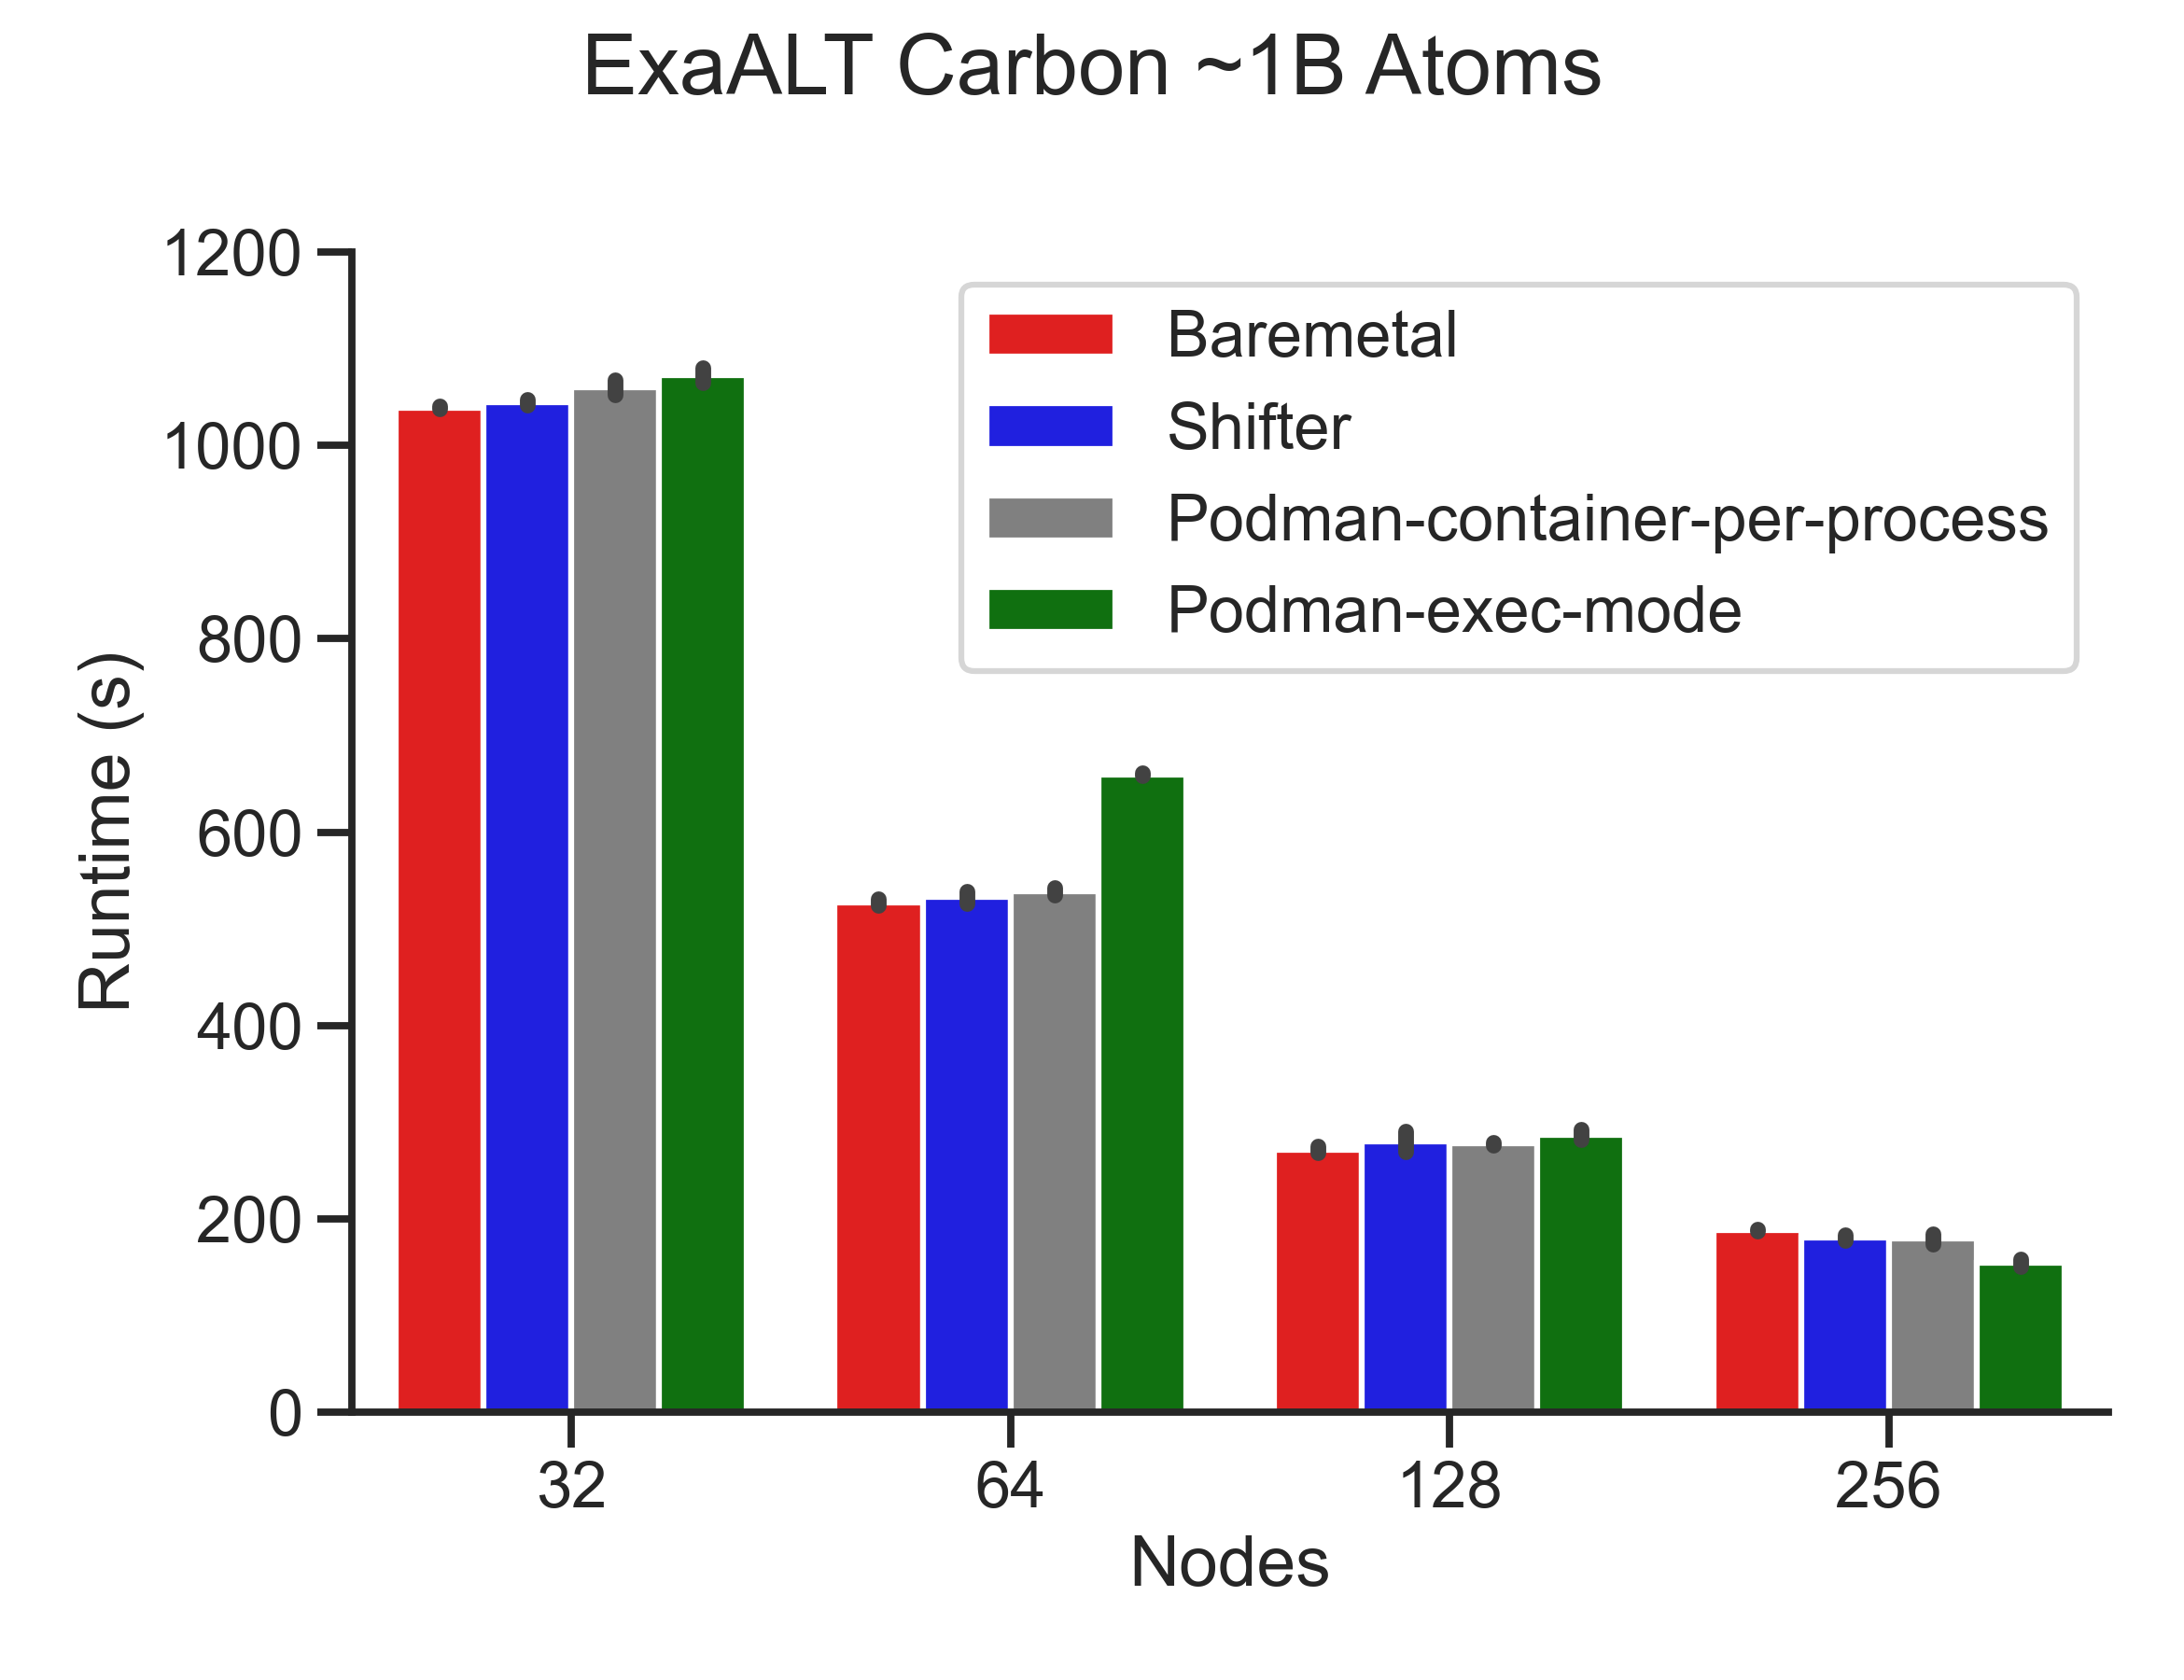 ExaALT Carbon ~1B Atoms
1200
1000
800
600
400
200
0
Runtime (s)
Baremetal
Shifter
Podman-container-per-process
Podman-exec-mode
32 64 128 256
Nodes